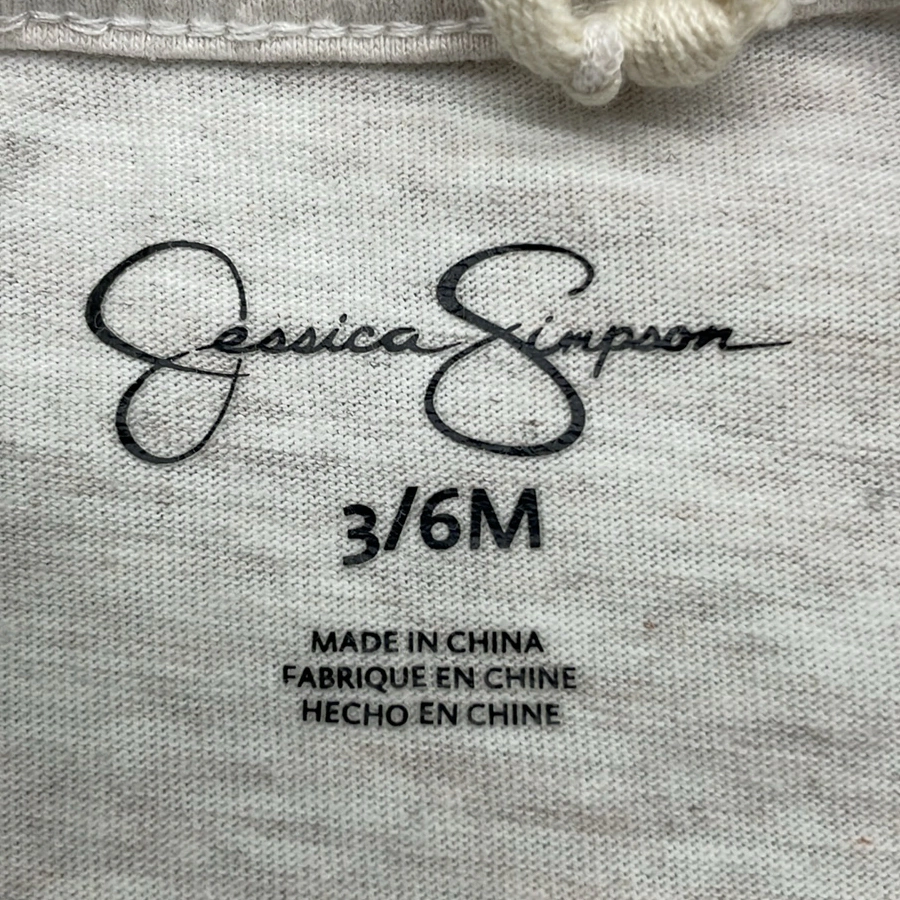 Jessica Simpson
3/6M
MADE IN CHINA
FABRIQUE EN CHINE
HECHO EN CHINE